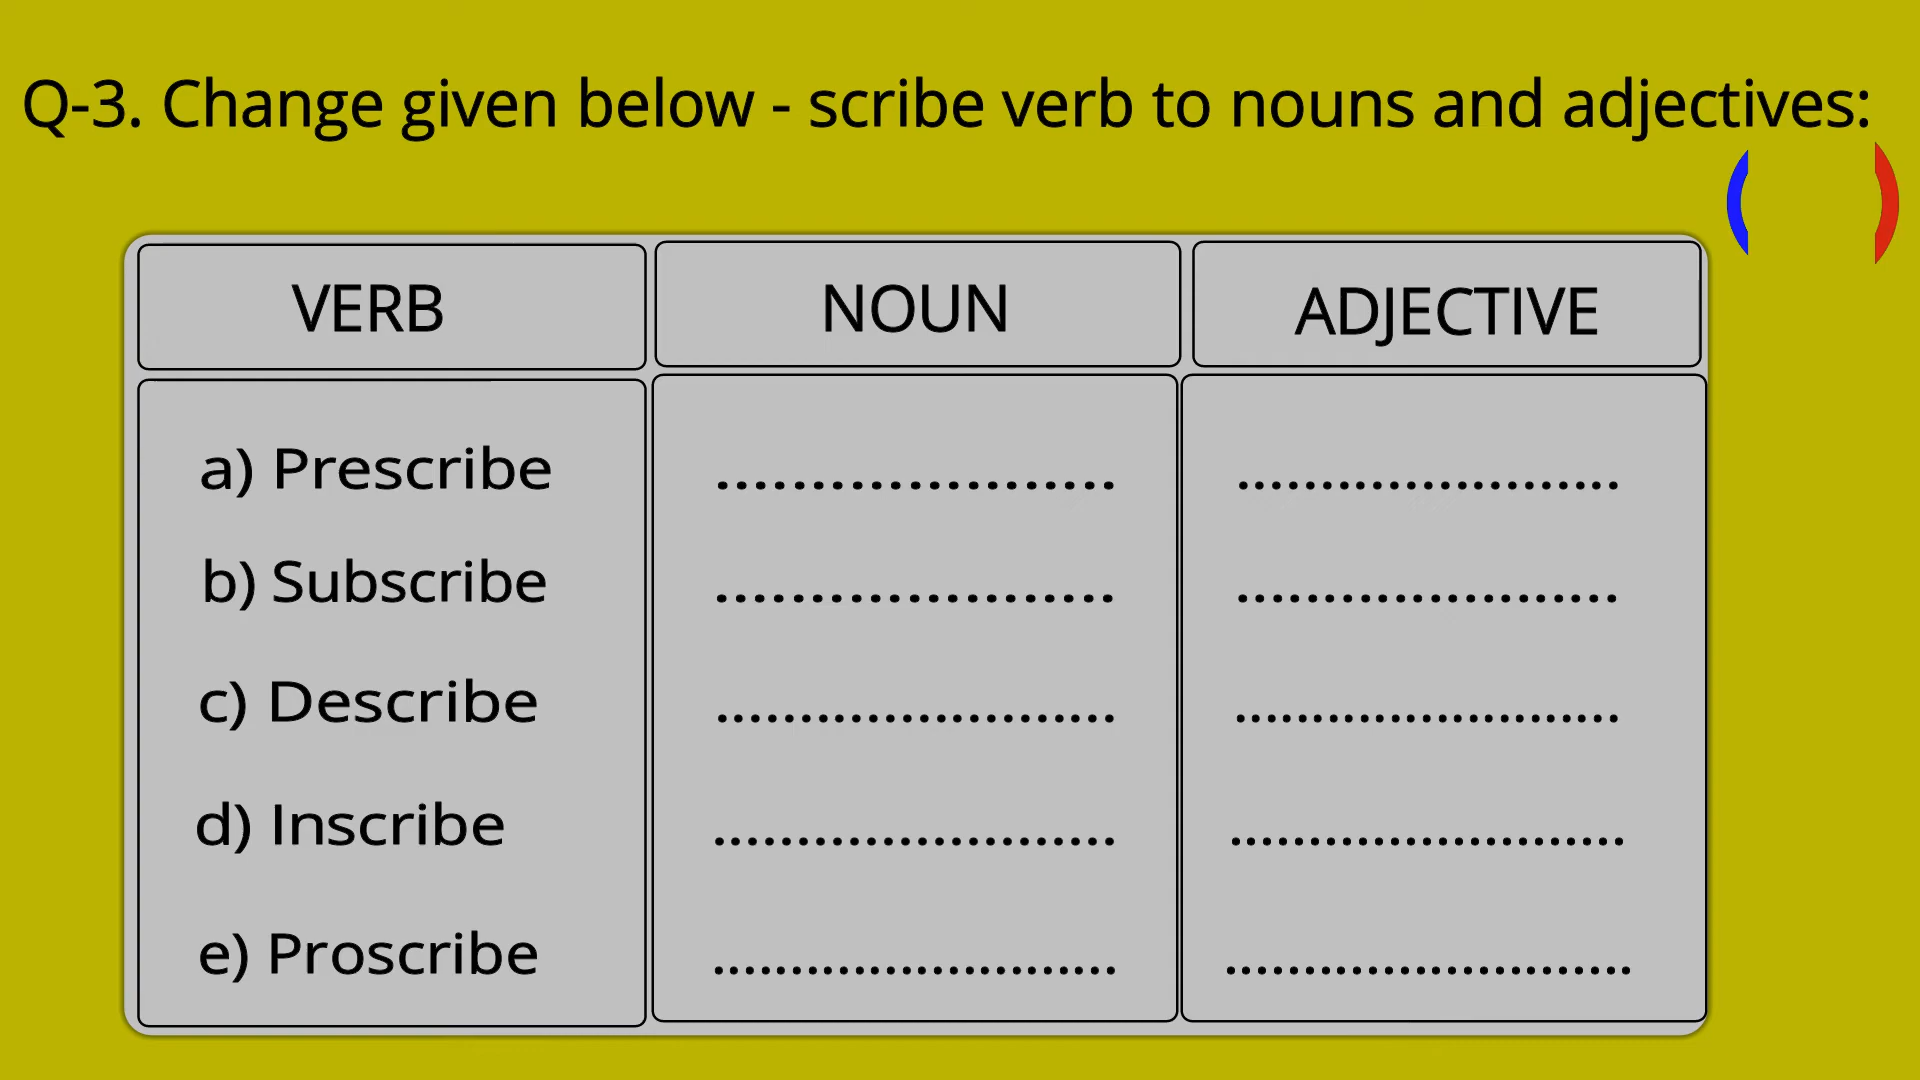 Q-3. Change given below - scribe verb to nouns and adjectives:
VERB NOUN ADJECTIVE
a) Prescribe ..................... .......................
b) Subscribe ..................... ......................
c) Describe ........................ .........................
d) Inscribe ........................ .........................
e) Proscribe .......................... ..........................